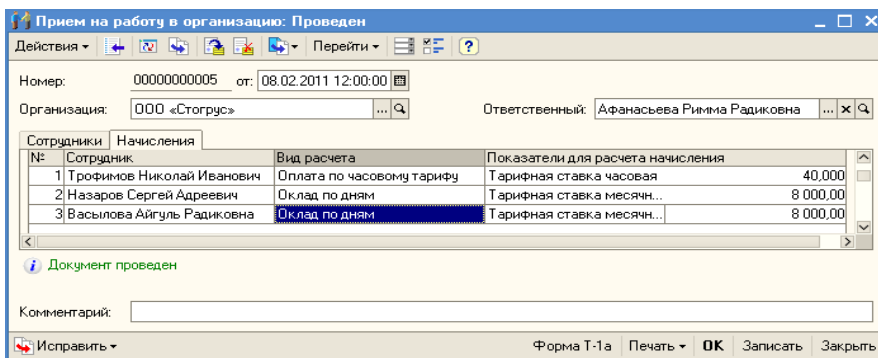 Прием на работу в организацию: Проведен
Действия Перейти
Номер: 00000000005 от: 08.02.2011 12:00:00
Организация: ООО «Сторгус» ... Ответственный: Афанасьева Римма Радиковна ... x
Сотрудники Начисления
№ Сотрудник Вид расчета Показатели для расчета начисления
1 Трофимов Николай Иванович Оплата по часовому тарифу Тарифная ставка часовая 40,000
2 Назаров Сергей Адреевич Оклад по дням Тарифная ставка месячн... 8 000,00
3 Васылова Айгуль Радиковна Оклад по дням Тарифная ставка месячн... 8 000,00
Документ проведен
Комментарий:
Исправить Форма Т-1а Печать ОК Записать Закрыть